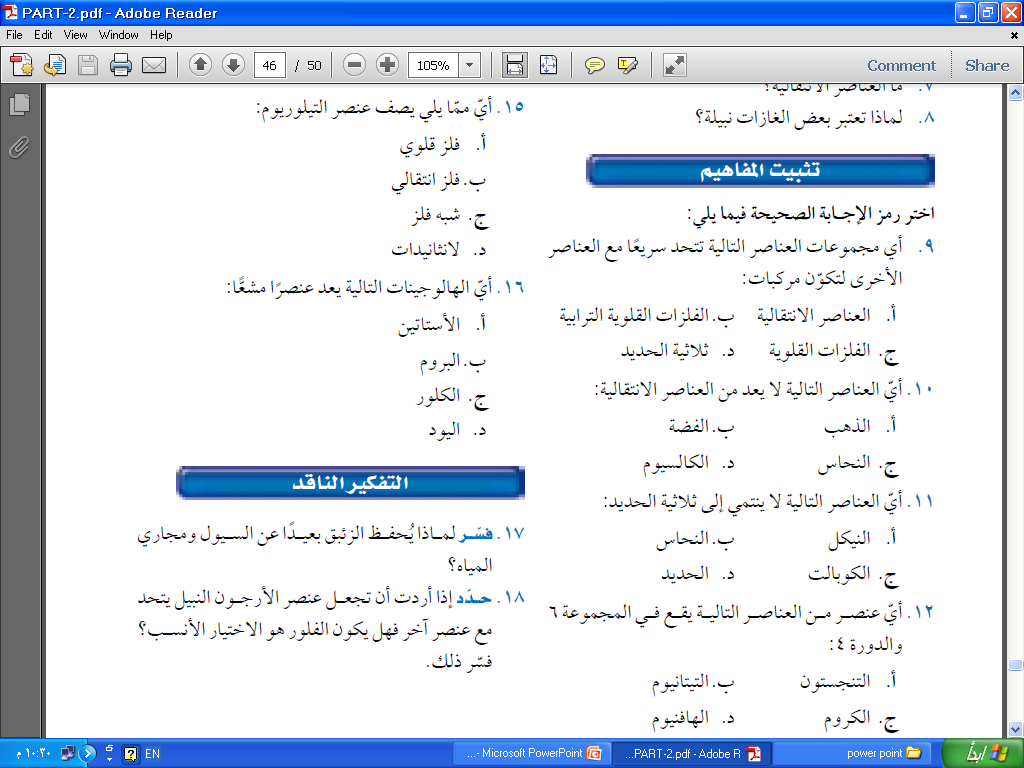 PART-2.pdf - Adobe Reader
File Edit View Window Help
46 / 50 105% Comment Share
٧. ما العناصر الانتقالية؟
٨. لماذا تعتبر بعض الغازات نبيلة؟
تثبيت المفاهيم
اختر رمز الإجابة الصحيحة فيما يلي:
٩. أي مجموعات العناصر التالية تتحد سريعًا مع العناصر
الأخرى لتكوّن مركبات:
أ. العناصر الانتقالية ب. الفلزات القلوية الترابية
ج. الفلزات القلوية د. ثلاثية الحديد
١٠. أيّ العناصر التالية لا يعد من العناصر الانتقالية:
أ. الذهب ب. الفضة
ج. النحاس د. الكالسيوم
١١. أيّ العناصر التالية لا ينتمي إلى ثلاثية الحديد:
أ. النيكل ب. النحاس
ج. الكوبالت د. الحديد
١٢. أيّ عنصر من العناصر التالية يقع في المجموعة ٦
والدورة ٤:
أ. التنجستون ب. التيتانيوم
ج. الكروم د. الهافنيوم
١٥. أيّ ممّا يلي يصف عنصر التيلوريوم:
أ. فلز قلوي
ب. فلز انتقالي
ج. شبه فلز
د. لانثانيدات
١٦. أيّ الهالوجينات التالية يعد عنصرًا مشعًّا:
أ. الأستاتين
ب. البروم
ج. الكلور
د. اليود
التفكير الناقد
١٧. فسّر لماذا يُحفظ الزئبق بعيدًا عن السيول ومجاري
المياه؟
١٨. حدّد إذا أردت أن تجعل عنصر الأرجون النبيل يتحد
مع عنصر آخر فهل يكون الفلور هو الاختيار الأنسب؟
فسّر ذلك.
١٠:٢٠ م EN ...- Microsoft PowerPoint ...PART-2.pdf - Adobe R power point ابدأ